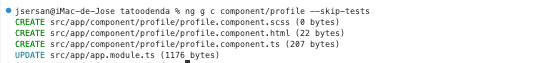 jsersan@iMac-de-Jose tatoodenda % ng g c component/profile --skip-tests
CREATE src/app/component/profile/profile.component.scss (0 bytes)
CREATE src/app/component/profile/profile.component.html (22 bytes)
CREATE src/app/component/profile/profile.component.ts (207 bytes)
UPDATE src/app/app.module.ts (1176 bytes)